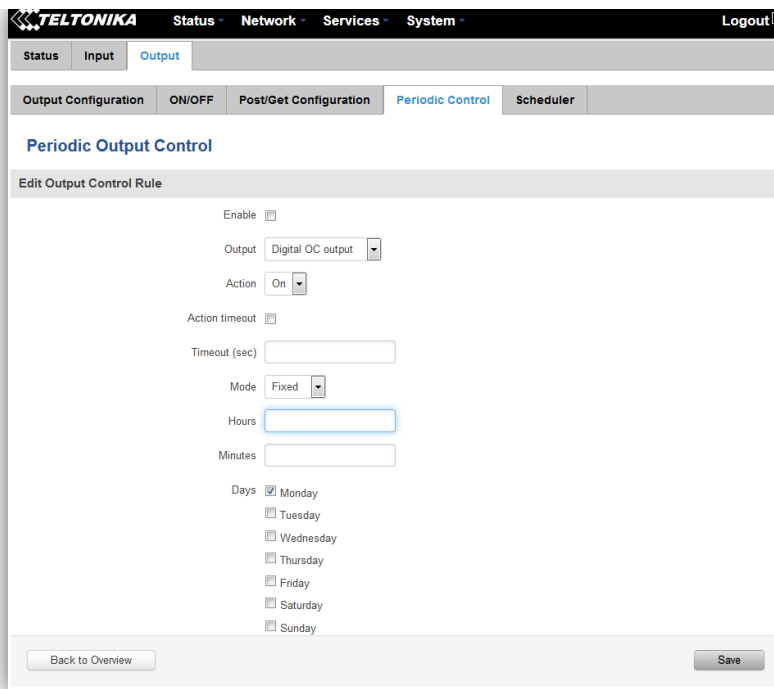 TELTONIKA Status Network Services System Logout
Status Input Output
Output Configuration ON/OFF Post/Get Configuration Periodic Control Scheduler
Periodic Output Control
Edit Output Control Rule
Enable
Output Digital OC output
Action On
Action timeout
Timeout (sec)
Mode Fixed
Hours
Minutes
Days Monday
Tuesday
Wednesday
Thursday
Friday
Saturday
Sunday
Back to Overview Save